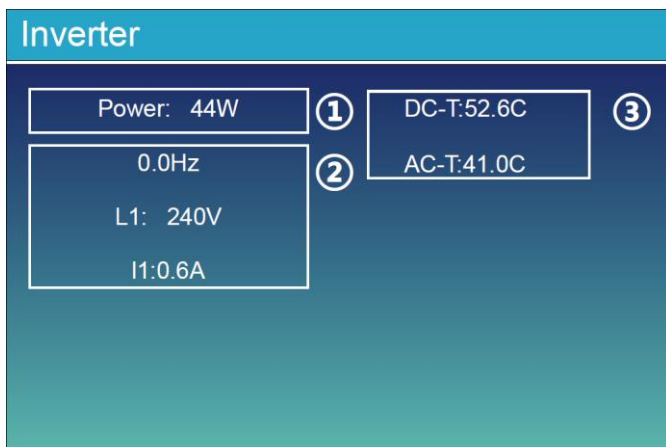 Inverter
Power: 44W
①
0.0Hz
L1: 240V
I1:0.6A
②
DC-T:52.6C
AC-T:41.0C
③